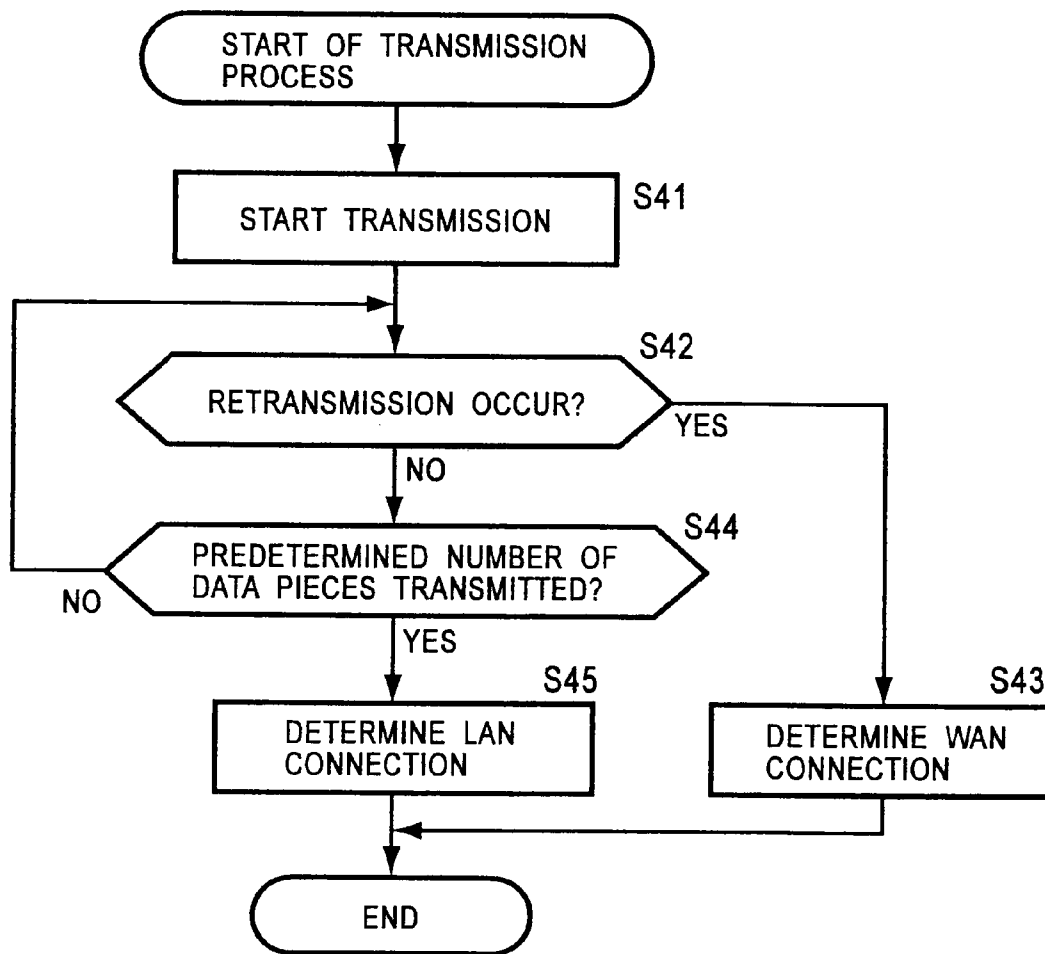 START OF TRANSMISSION
PROCESS
S41
START TRANSMISSION
S42
RETRANSMISSION OCCUR?
YES
NO
S44
PREDETERMINED NUMBER OF
DATA PIECES TRANSMITTED?
NO
YES
S45
DETERMINE LAN
CONNECTION
S43
DETERMINE WAN
CONNECTION
END